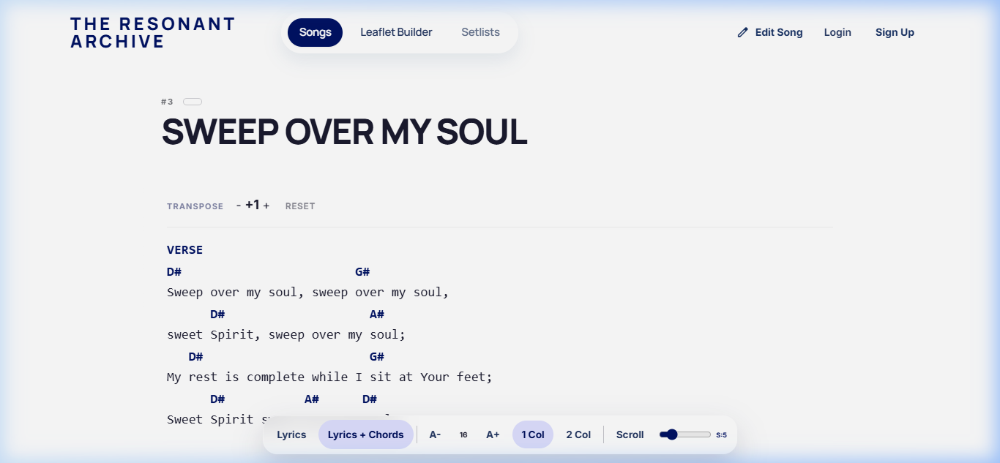 THE RESONANT
ARCHIVE
Songs Leaflet Builder Setlists
Edit Song Login Sign Up
#3
SWEEP OVER MY SOUL
TRANSPOSE - +1 + RESET
VERSE
D# G#
Sweep over my soul, sweep over my soul,
D# A#
sweet Spirit, sweep over my soul;
D# G#
My rest is complete while I sit at Your feet;
D# A# D#
Sweet Spirit
Lyrics Lyrics + Chords A- 16 A+ 1 Col 2 Col Scroll S:5